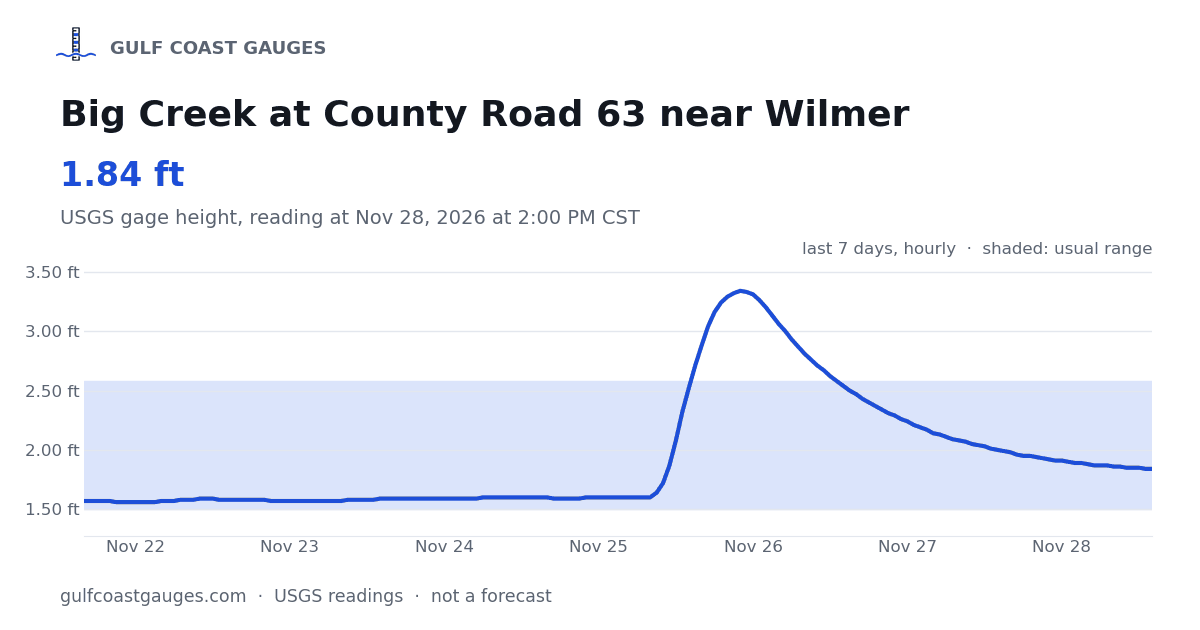 GULF COAST GAUGES
Big Creek at County Road 63 near Wilmer
1.84 ft
USGS gage height, reading at Nov 28, 2026 at 2:00 PM CST
last 7 days, hourly · shaded: usual range
3.50 ft
3.00 ft
2.50 ft
2.00 ft
1.50 ft
Nov 22 Nov 23 Nov 24 Nov 25 Nov 26 Nov 27 Nov 28
gulfcoastgauges.com · USGS readings · not a forecast